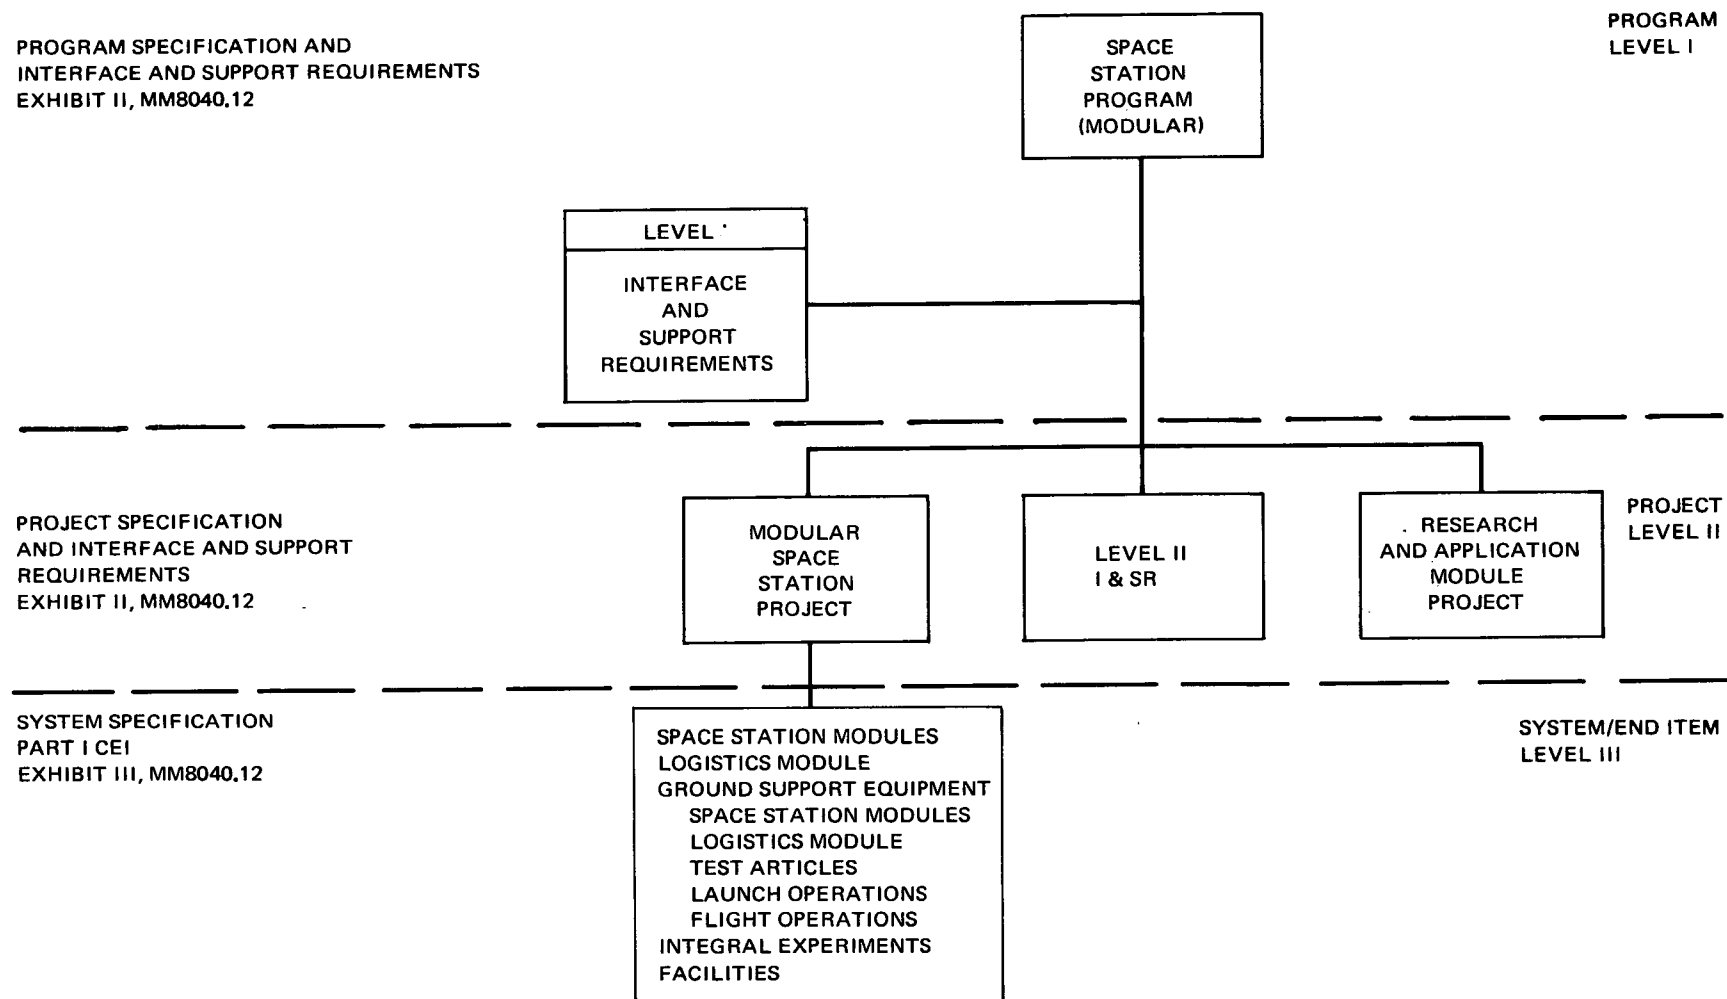 PROGRAM SPECIFICATION AND
INTERFACE AND SUPPORT REQUIREMENTS
EXHIBIT II, MM8040.12
SPACE
STATION
PROGRAM
(MODULAR)
PROGRAM
LEVEL I
LEVEL
INTERFACE
AND
SUPPORT
REQUIREMENTS
PROJECT SPECIFICATION
AND INTERFACE AND SUPPORT
REQUIREMENTS
EXHIBIT II, MM8040.12
MODULAR
SPACE
STATION
PROJECT
LEVEL II
I & SR
RESEARCH
AND APPLICATION
MODULE
PROJECT
PROJECT
LEVEL II
SYSTEM SPECIFICATION
PART I CEI
EXHIBIT III, MM8040.12
SPACE STATION MODULES
LOGISTICS MODULE
GROUND SUPPORT EQUIPMENT
SPACE STATION MODULES
LOGISTICS MODULE
TEST ARTICLES
LAUNCH OPERATIONS
FLIGHT OPERATIONS
INTEGRAL EXPERIMENTS
FACILITIES
SYSTEM/END ITEM
LEVEL III